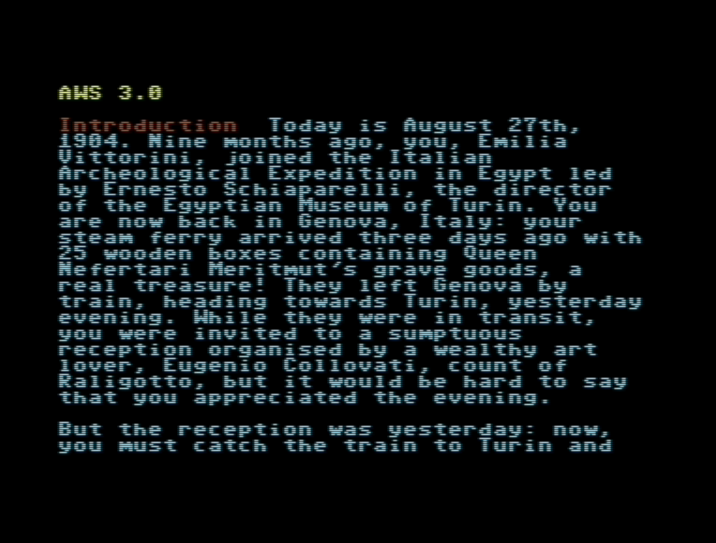 AWS 3.0
Introduction  Today is August 27th,
1904. Nine months ago, you, Emilia
Vittorini, joined the Italian
Archeological Expedition in Egypt led
by Ernesto Schiaparelli, the director
of the Egyptian Museum of Turin. You
are now back in Genova, Italy: your
steam ferry arrived three days ago with
25 wooden boxes containing Queen
Nefertari Meritmut's grave goods, a
real treasure! They left Genova by
train, heading towards Turin, yesterday
evening. While they were in transit,
you were invited to a sumptuous
reception organised by a wealthy art
lover, Eugenio Collovati, count of
Raligotto, but it would be hard to say
that you appreciated the evening.
But the reception was yesterday: now,
you must catch the train to Turin and